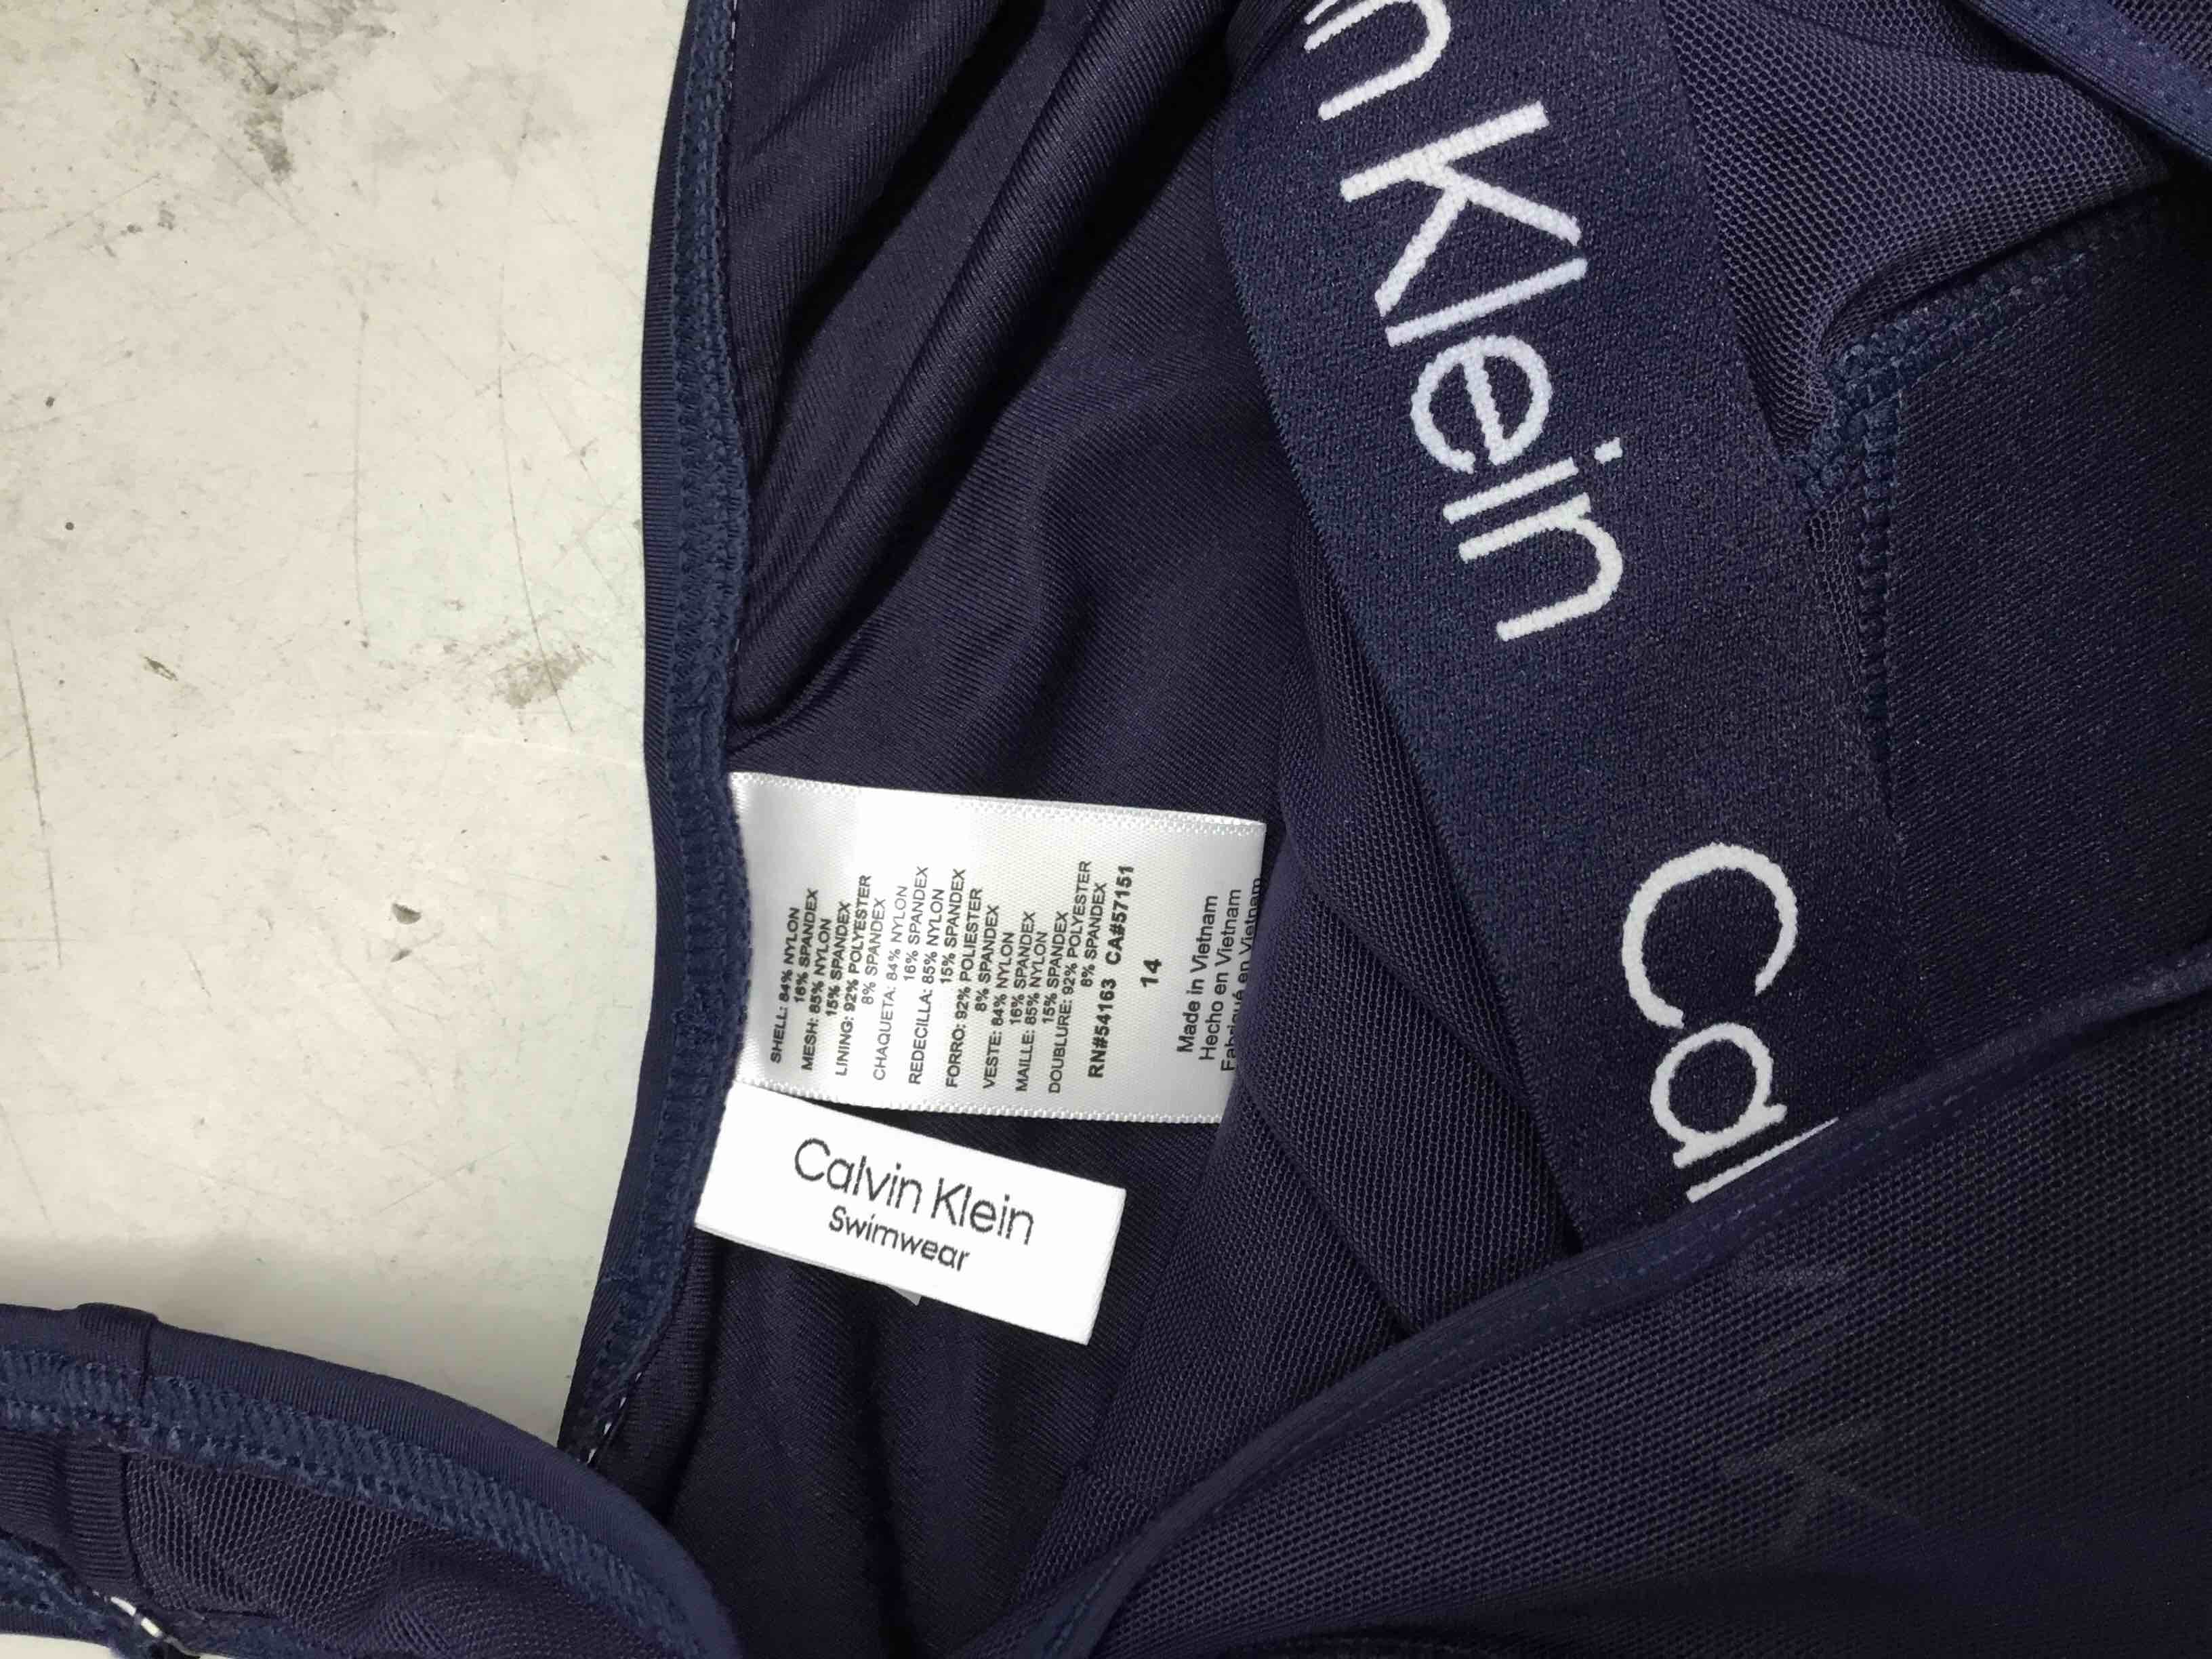 n Klein
Cal
SHELL: 84% NYLON
16% SPANDEX
MESH: 85% NYLON
15% SPANDEX
LINING: 92% POLYESTER
8% SPANDEX
CHAQUETA: 84% NYLON
16% SPANDEX
REDECILLA: 85% NYLON
15% SPANDEX
FORRO: 92% POLIESTER
8% SPANDEX
VESTE: 84% NYLON
16% SPANDEX
MAILLE: 85% NYLON
15% SPANDEX
DOUBLURE: 92% POLYESTER
8% SPANDEX
RN#54163 CA#57151
14
Made in Vietnam
Hecho en Vietnam
Fabriqué en Vietnam
Calvin Klein
Swimwear